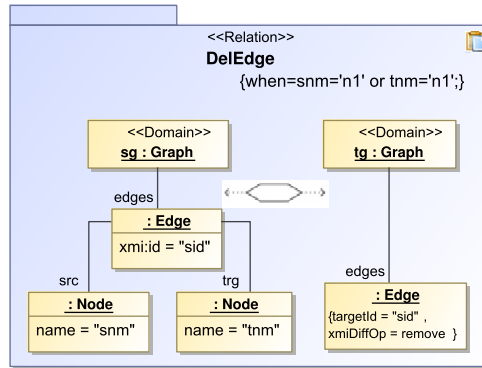 <<Relation>>
DelEdge
{when=snm='n1' or tnm='n1';}
<<Domain>>
sg : Graph
<<Domain>>
tg : Graph
edges
: Edge
xmi:id = "sid"
src
trg
: Node
name = "snm"
: Node
name = "tnm"
edges
: Edge
{targetId = "sid" ,
xmiDiffOp = remove }